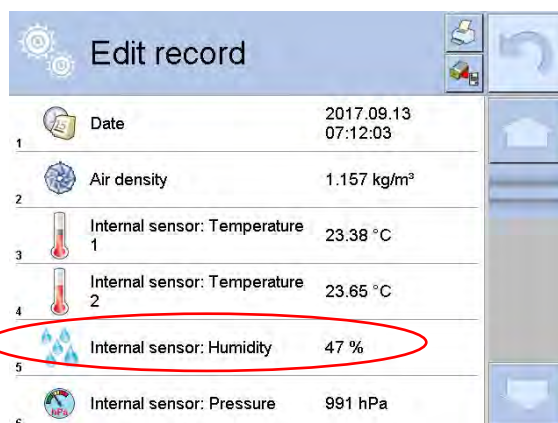 Edit record
1 Date 2017.09.13
07:12:03
2 Air density 1.157 kg/m³
Internal sensor: Temperature
3 1 23.38 °C
Internal sensor: Temperature
4 2 23.65 °C
5 Internal sensor: Humidity 47 %
6 hPa Internal sensor: Pressure 991 hPa